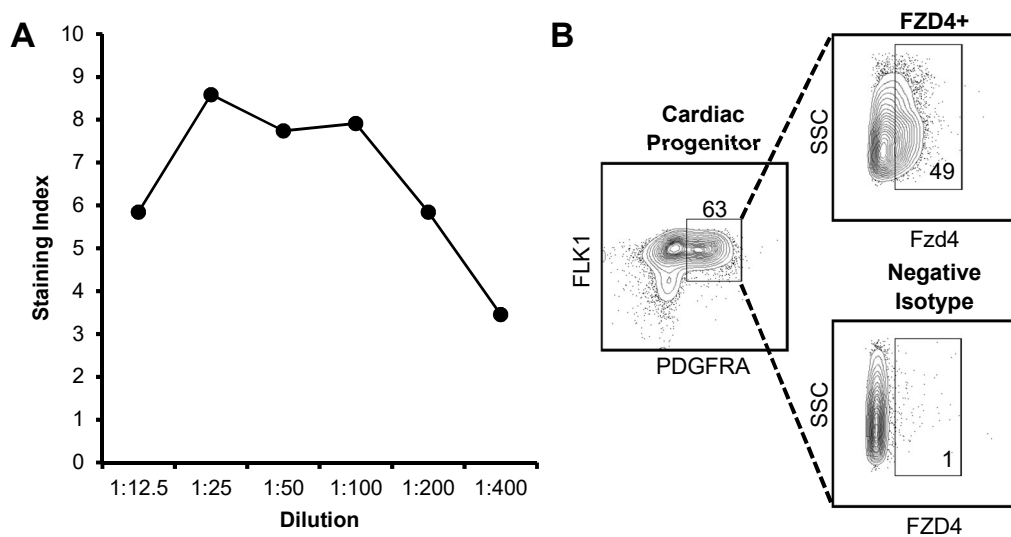 A
10
9
8
7
6
5
4
3
2
1
0
Staining Index
1:12.5 1:25 1:50 1:100 1:200 1:400
Dilution
B
Cardiac
Progenitor
63
FLK1
PDGFRA
FZD4+
SSC
49
Fzd4
Negative
Isotype
SSC
1
FZD4